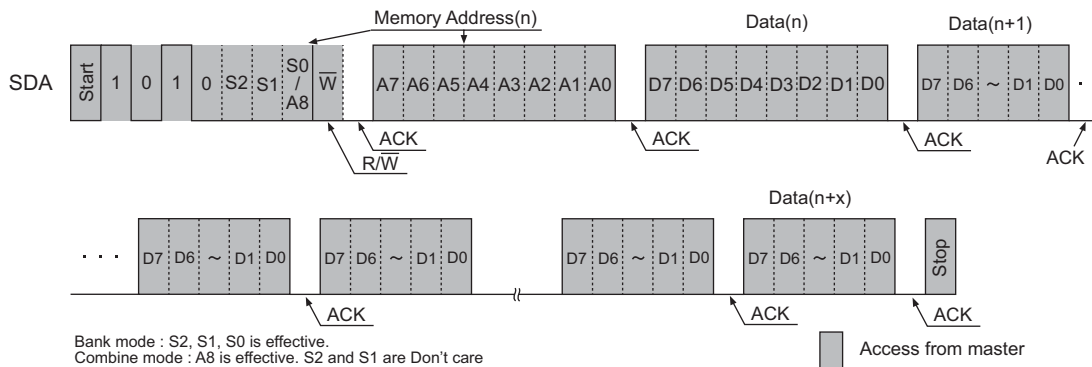 Memory Address(n) Data(n) Data(n+1)
SDA Start 1 0 1 0 S2 S1 S0 / A8 W̅ A7 A6 A5 A4 A3 A2 A1 A0 D7 D6 D5 D4 D3 D2 D1 D0 D7 D6 ~ D1 D0 ·
ACK ACK ACK ACK
R/W̅
Data(n+x)
· · · D7 D6 ~ D1 D0 D7 D6 ~ D1 D0 D7 D6 ~ D1 D0 D7 D6 ~ D1 D0 Stop
ACK ACK ACK
Bank mode : S2, S1, S0 is effective.
Combine mode : A8 is effective. S2 and S1 are Don't care
Access from master